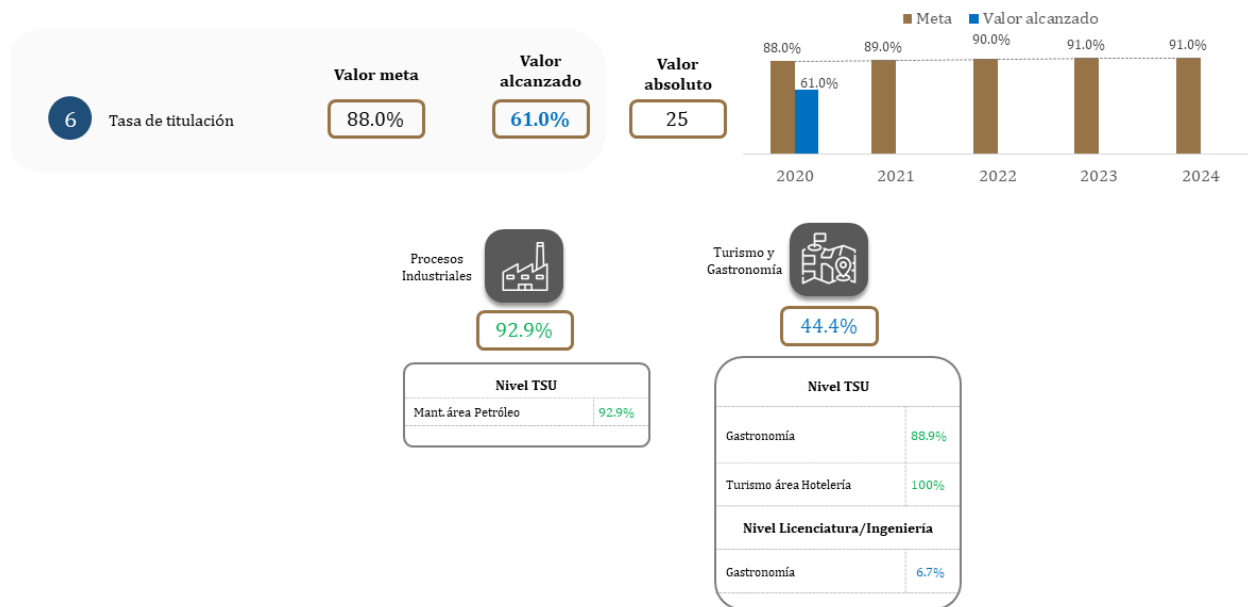 Meta Valor alcanzado
88.0% 89.0% 90.0% 91.0% 91.0%
61.0%
2020 2021 2022 2023 2024
Valor meta
Valor
alcanzado
Valor
absoluto
6 Tasa de titulación 88.0% 61.0% 25
Procesos
Industriales
92.9%
Nivel TSU
Mant. área Petróleo 92.9%
Turismo y
Gastronomía
44.4%
Nivel TSU
Gastronomía 88.9%
Turismo área Hotelería 100%
Nivel Licenciatura/Ingeniería
Gastronomía 6.7%